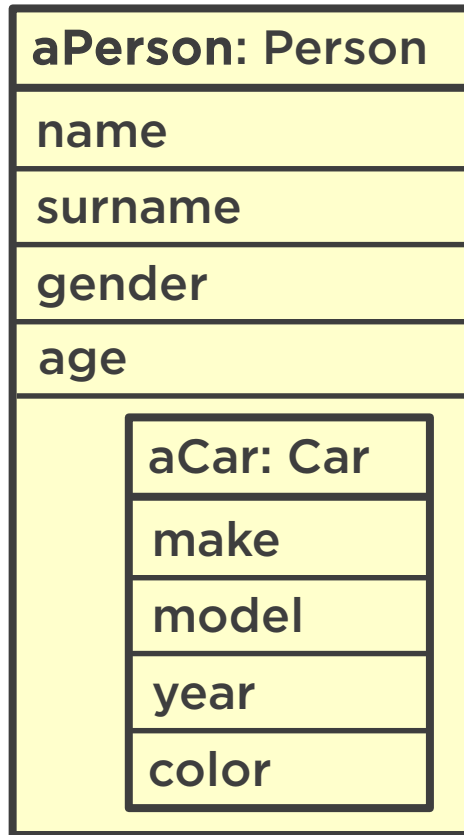 aPerson: Person
name
surname
gender
age
aCar: Car
make
model
year
color